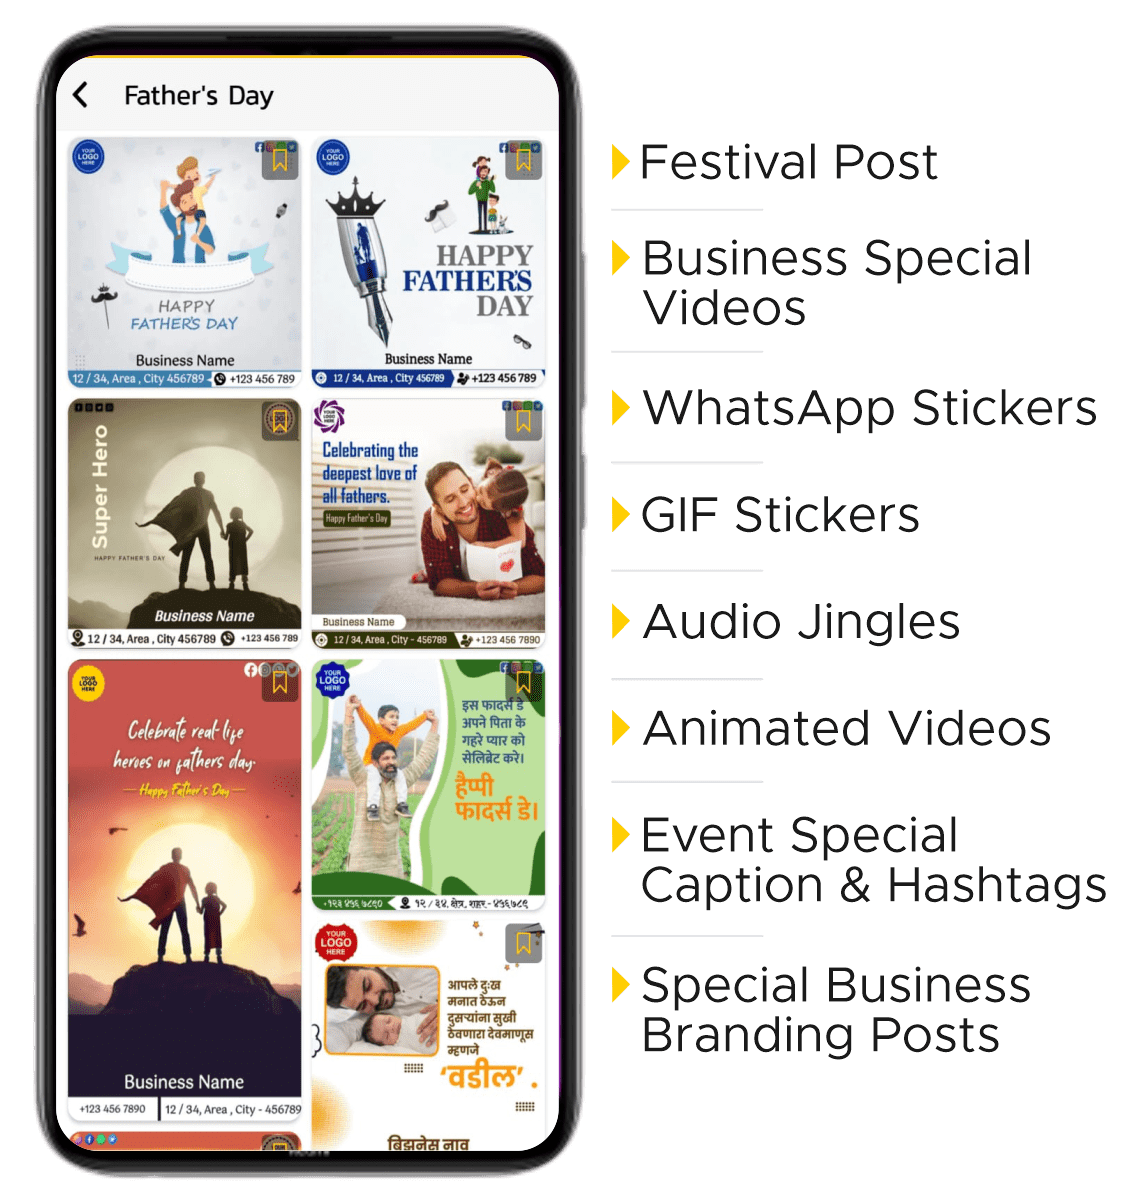 Father's Day
YOUR
LOGO
HERE
HAPPY
FATHER'S DAY
Business Name
12 / 34, Area , City 456789
+123 456 789
YOUR
LOGO
HERE
HAPPY
FATHER'S
DAY
Business Name
12 / 34, Area , City 456789
+123 456 789
Super Hero
HAPPY FATHER'S DAY
Business Name
12 / 34, Area , City 456789
+123 456 789
YOUR
LOGO
HERE
Celebrating the
deepest love of
all fathers.
Happy Father's Day
Business Name
12 / 34, Area , City - 456789
+123 456 7890
YOUR
LOGO
HERE
Celebrate real life
heroes on fathers day.
Happy Father's Day
Business Name
+123 456 7890
12 / 34, Area , City - 456789
YOUR
LOGO
HERE
इस फादर्स डे
अपने पिता के
गहरे प्यार को
सेलिब्रेट करे।
हैप्पी
फादर्स डे।
+१२३ ४५६ ७८९०
१२ / ३४, क्षेत्र, शहर - ४५६७८९
YOUR
LOGO
HERE
आपले दुःख
मनात ठेऊन
दुसऱ्यांना सुखी
ठेवणारा देवमाणूस
म्हणजे
‘वडील’ .
बिझनेस नाव
Festival Post
Business Special
Videos
WhatsApp Stickers
GIF Stickers
Audio Jingles
Animated Videos
Event Special
Caption & Hashtags
Special Business
Branding Posts